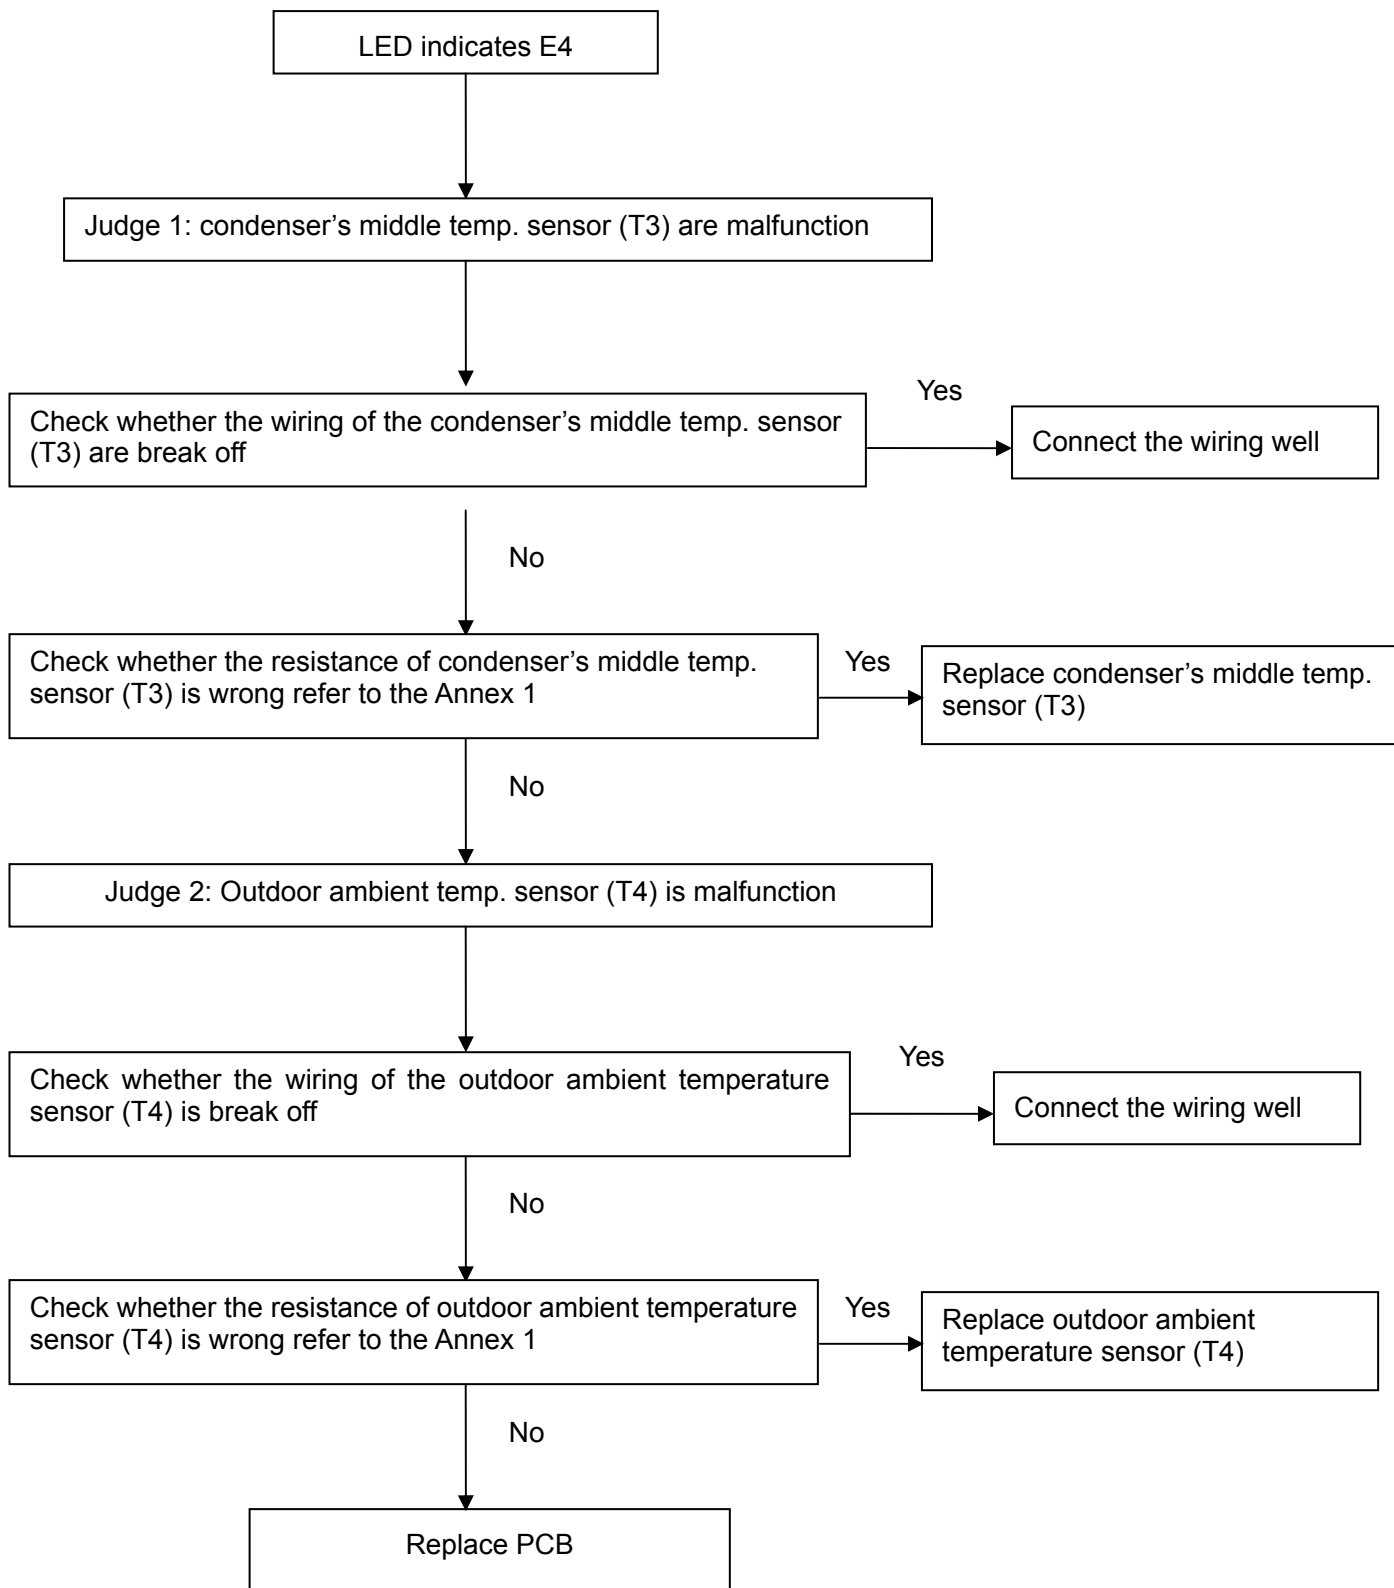 LED indicates E4
Judge 1: condenser’s middle temp. sensor (T3) are malfunction
Yes
Check whether the wiring of the condenser’s middle temp. sensor
(T3) are break off
Connect the wiring well
No
Check whether the resistance of condenser’s middle temp.
sensor (T3) is wrong refer to the Annex 1
Yes
Replace condenser’s middle temp.
sensor (T3)
No
Judge 2: Outdoor ambient temp. sensor (T4) is malfunction
Yes
Check whether the wiring of the outdoor ambient temperature
sensor (T4) is break off
Connect the wiring well
No
Check whether the resistance of outdoor ambient temperature
sensor (T4) is wrong refer to the Annex 1
Yes
Replace outdoor ambient
temperature sensor (T4)
No
Replace PCB